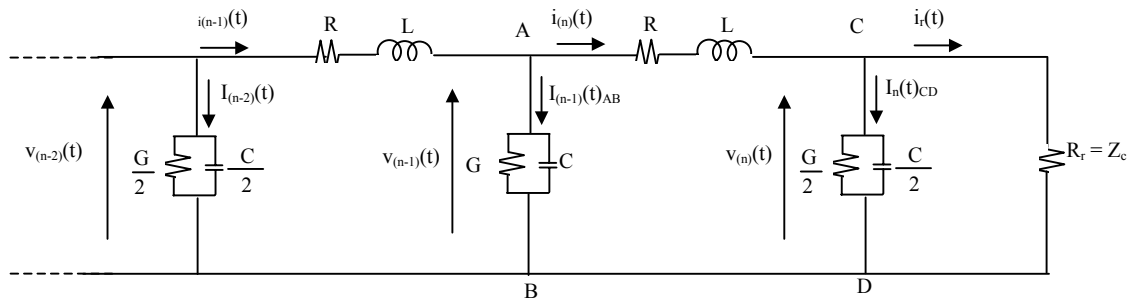 i(n-1)(t) R L A i(n)(t) R L C ir(t)
I(n-2)(t) I(n-1)(t)AB In(t)CD
v(n-2)(t) G/2 C/2 v(n-1)(t) G C v(n)(t) G/2 C/2 Rr = Zc
B D